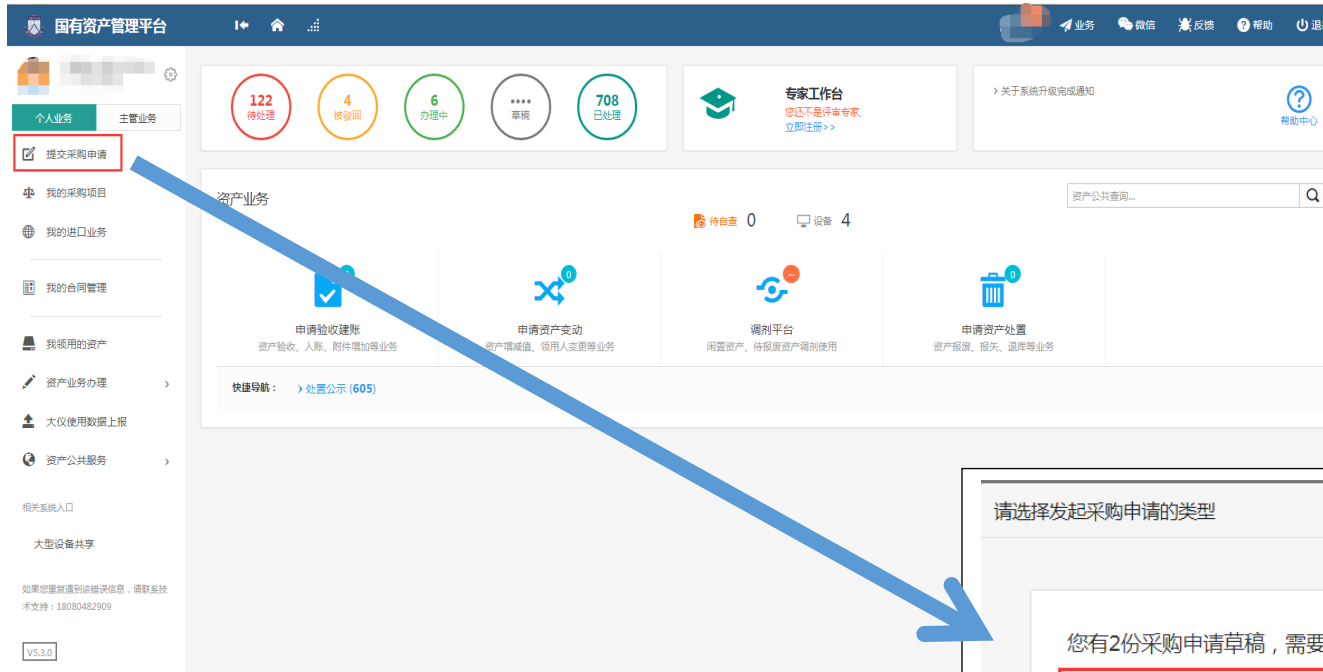 国有资产管理平台
业务 微信 反馈 ?帮助 退
个人业务 主管业务
提交采购申请
我的采购项目
我的进口业务
我的合同管理
我领用的资产
资产业务办理
大仪使用数据上报
资产公共服务
相关系统入口
大型设备共享
如果您重复遇到该错误信息，请联系技
术支持：18080482909
V5.3.0
122
待处理
4
被驳回
6
办理中
••••
草稿
708
已处理
专家工作台
您还不是评审专家,
立即注册>>
关于系统升级完成通知
帮助中心
资产业务
资产公共查询...
待自查 0 设备 4
申请验收建账
资产验收、入账、附件增加等业务
0
申请资产变动
资产增减值、领用人变更等业务
...
调剂平台
闲置资产、待报废资产调剂使用
0
申请资产处置
资产报废、报失、退库等业务
快捷导航： 处置公示 (605)
请选择发起采购申请的类型
您有2份采购申请草稿，需要